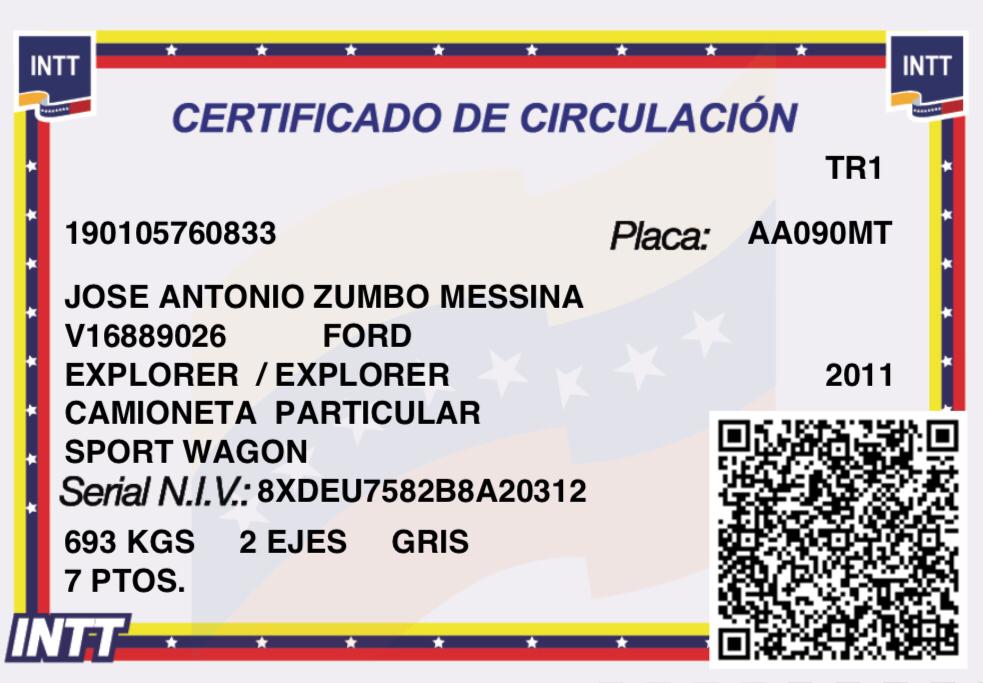 INTT
INTT
CERTIFICADO DE CIRCULACIÓN
TR1
190105760833 Placa: AA090MT
JOSE ANTONIO ZUMBO MESSINA
V16889026 FORD
EXPLORER / EXPLORER 2011
CAMIONETA PARTICULAR
SPORT WAGON
Serial N.I.V.: 8XDEU7582B8A20312
693 KGS 2 EJES GRIS
7 PTOS.
INTT